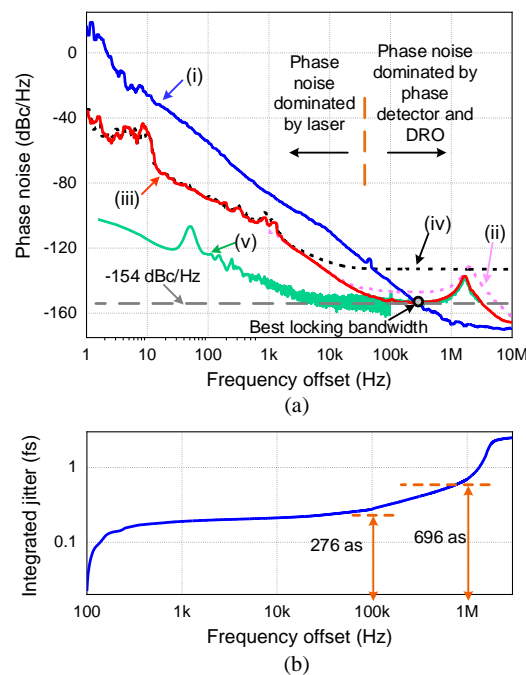 (a)
Phase noise (dBc/Hz)
0
-40
-80
-120
-160
(i)
(iii)
(v)
(iv)
(ii)
Phase
noise
dominated
by laser
Phase noise
dominated by
phase
detector and
DRO
-154 dBc/Hz
Best locking bandwidth
1 10 100 1k 10k 100k 1M 10M
Frequency offset (Hz)
(a)
Integrated jitter (fs)
1
0.1
276 as
696 as
100 1k 10k 100k 1M
Frequency offset (Hz)
(b)